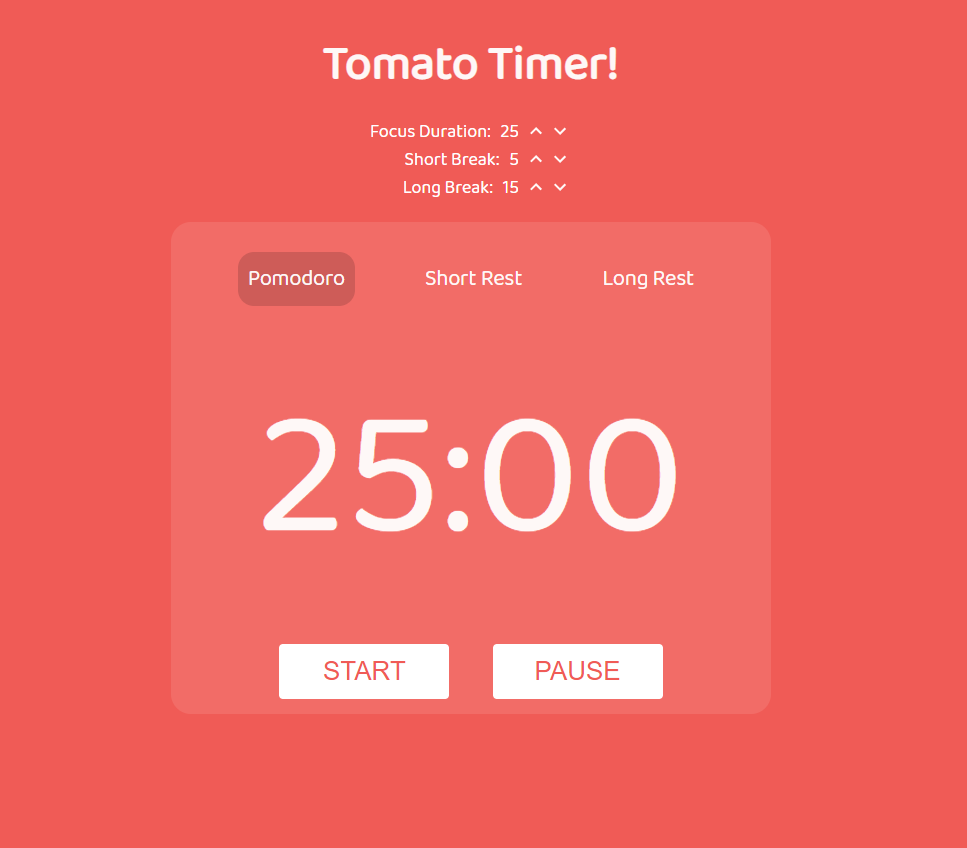 Tomato Timer!
Focus Duration: 25
Short Break: 5
Long Break: 15
Pomodoro Short Rest Long Rest
25:00
START PAUSE